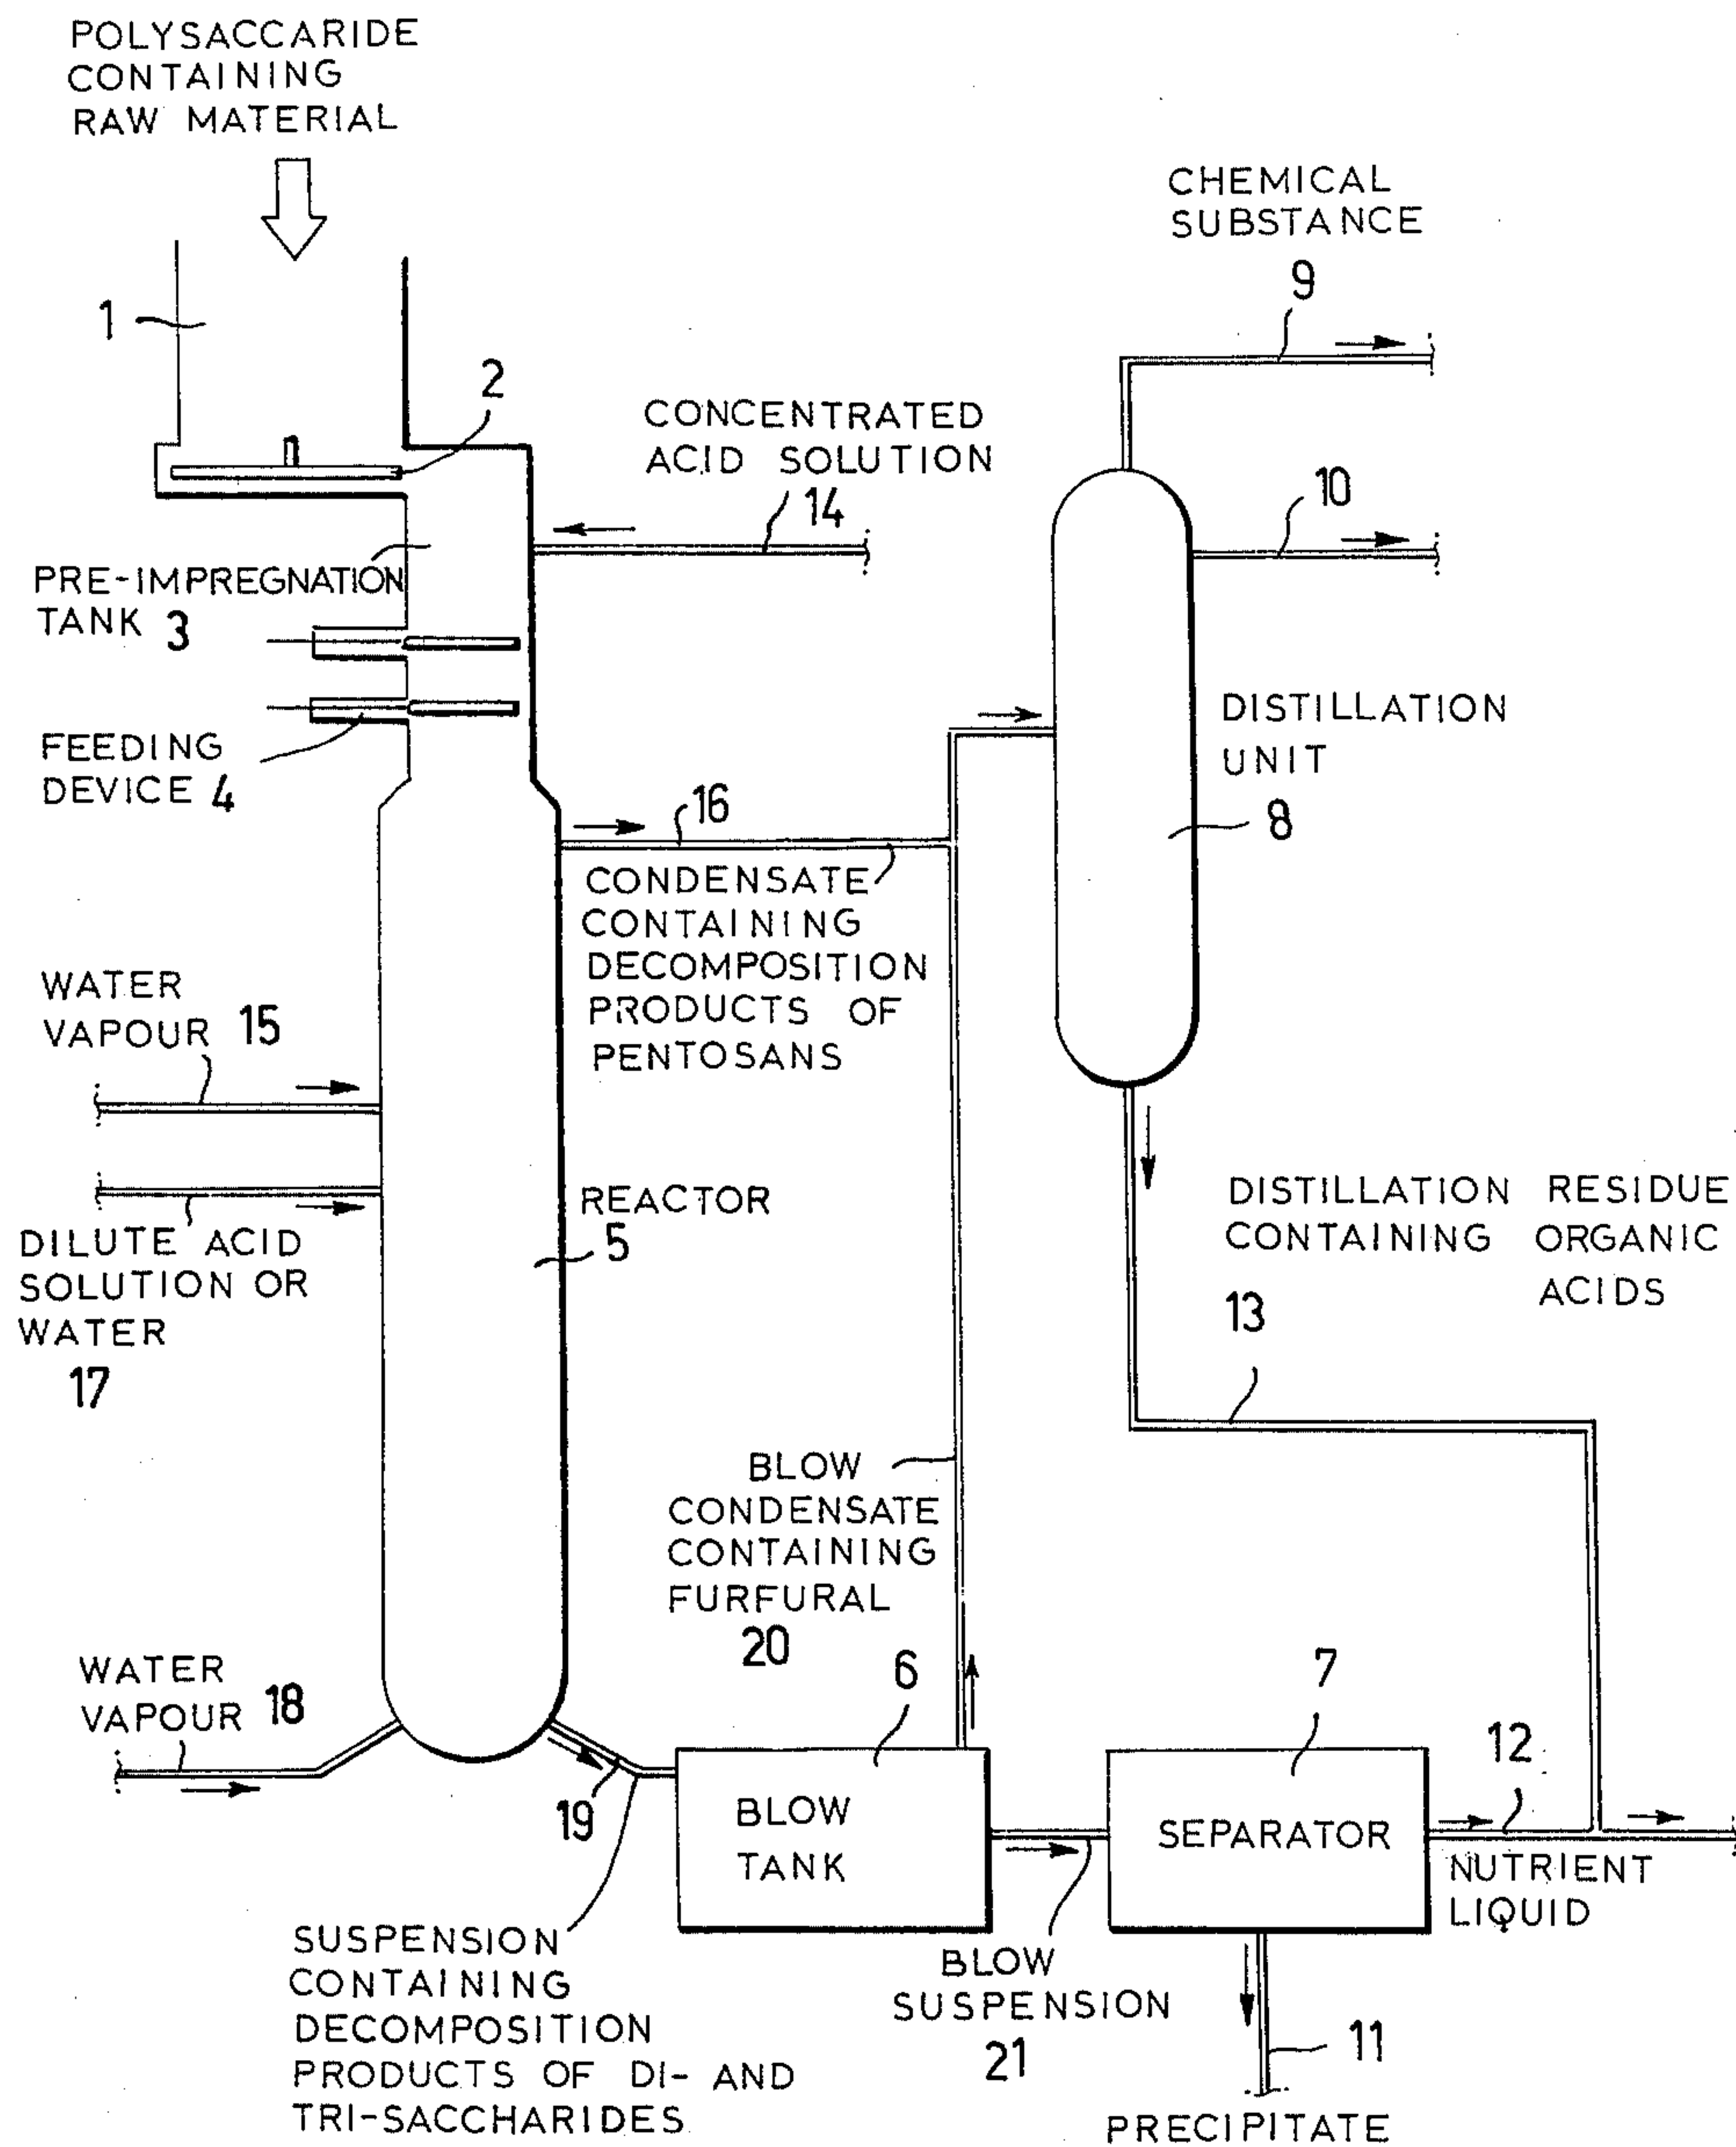 POLYSACCARIDE
CONTAINING
RAW MATERIAL
CHEMICAL
SUBSTANCE
9
1
2
CONCENTRATED
ACID SOLUTION
14
10
PRE-IMPREGNATION
TANK 3
FEEDING
DEVICE 4
DISTILLATION
UNIT
8
16
CONDENSATE
CONTAINING
DECOMPOSITION
PRODUCTS OF
PENTOSANS
WATER
VAPOUR 15
REACTOR
5
DILUTE ACID
SOLUTION OR
WATER
17
DISTILLATION RESIDUE
CONTAINING ORGANIC
ACIDS
13
BLOW
CONDENSATE
CONTAINING
FURFURAL
20
WATER
VAPOUR 18
6
7
12
19
BLOW
TANK
SEPARATOR
NUTRIENT
LIQUID
SUSPENSION
CONTAINING
DECOMPOSITION
PRODUCTS OF DI- AND
TRI-SACCHARIDES
BLOW
SUSPENSION
21
11
PRECIPITATE